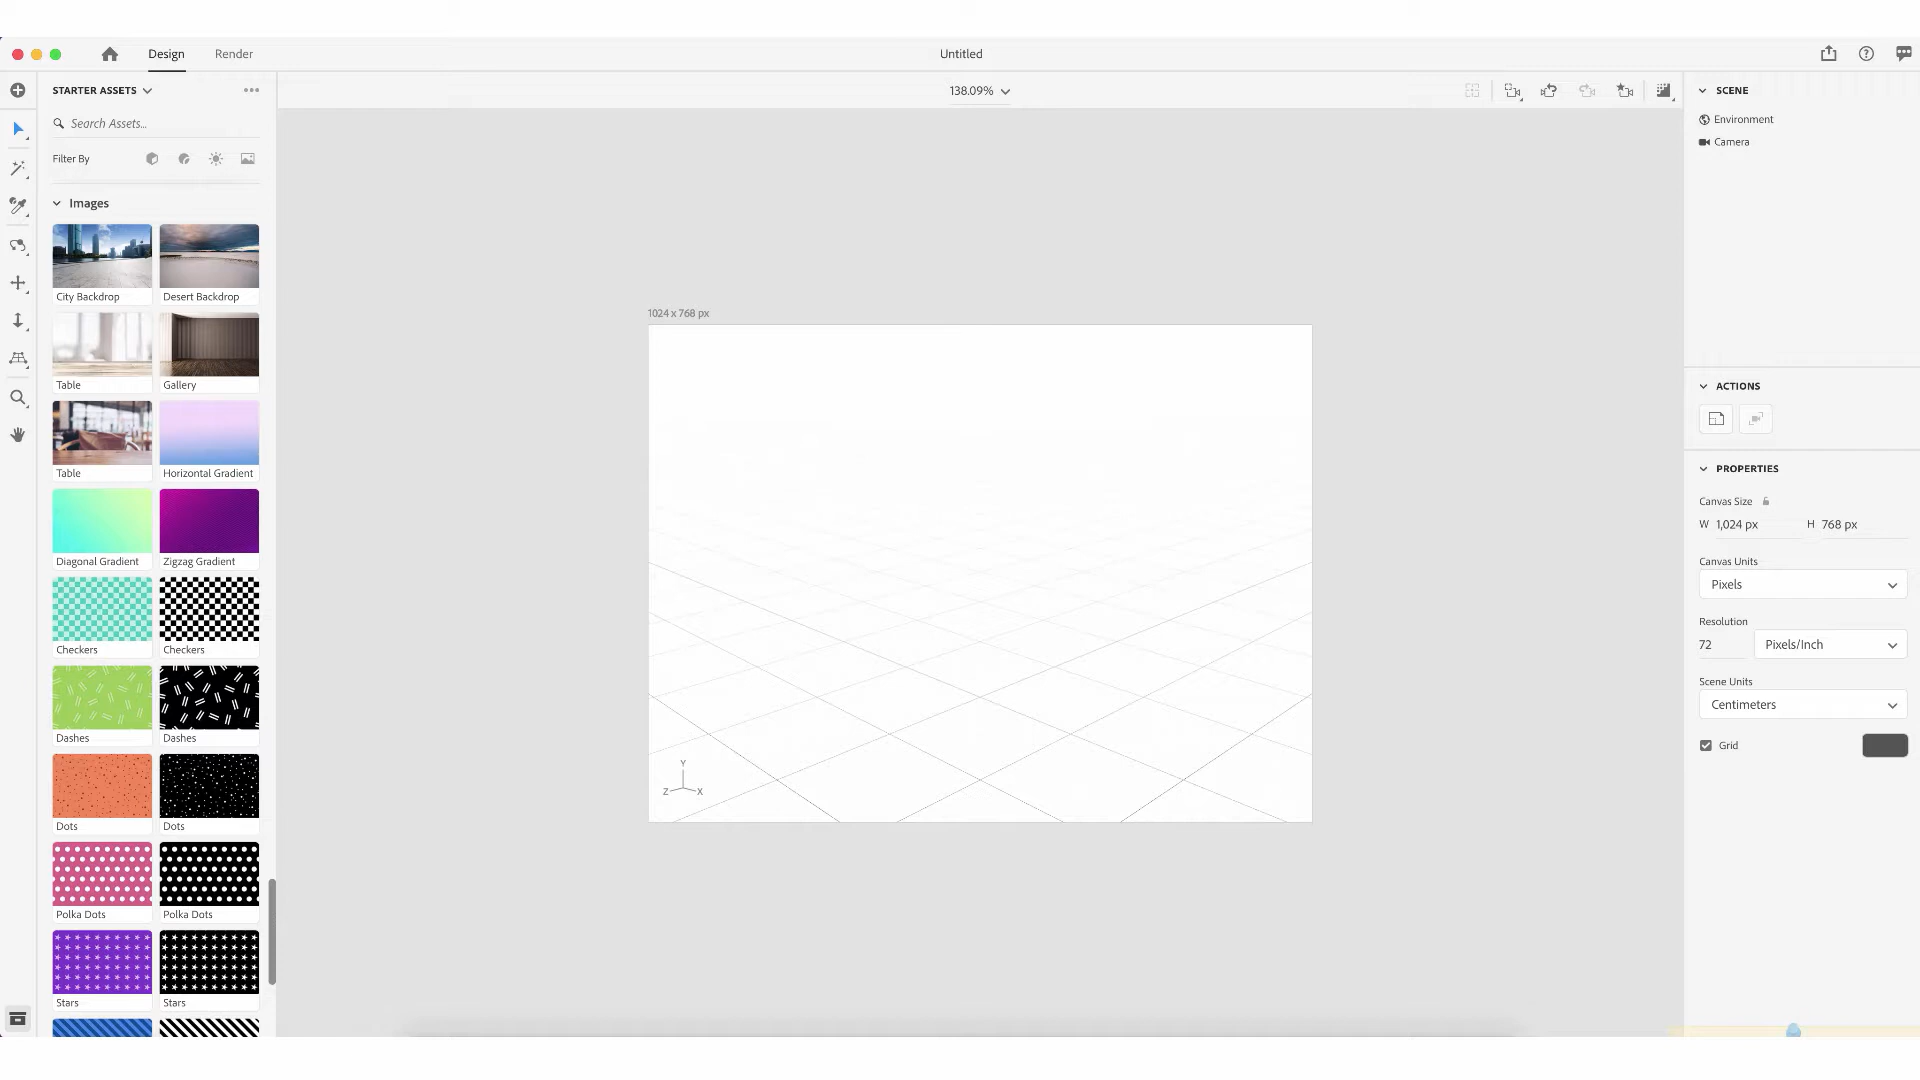 Design
Render
Untitled
STARTER ASSETS
138.09%
Search Assets...
Filter By
Images
City Backdrop
Desert Backdrop
Table
Gallery
Table
Horizontal Gradient
Diagonal Gradient
Zigzag Gradient
Checkers
Checkers
Dashes
Dashes
Dots
Dots
Polka Dots
Polka Dots
Stars
Stars
1024 x 768 px
Y
Z
X
SCENE
Environment
Camera
ACTIONS
PROPERTIES
Canvas Size
W 1,024 px H 768 px
Canvas Units
Pixels
Resolution
72 Pixels/Inch
Scene Units
Centimeters
Grid